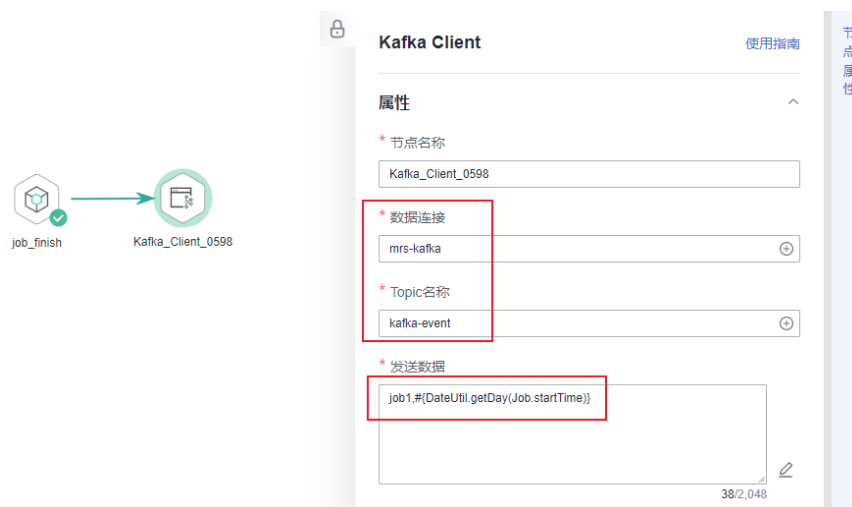 Kafka Client
使用指南
节点属性
属性
* 节点名称
Kafka_Client_0598
* 数据连接
mrs-kafka
* Topic名称
kafka-event
* 发送数据
job1,#{DateUtil.getDay(Job.startTime)}
38/2,048
job_finish
Kafka_Client_0598